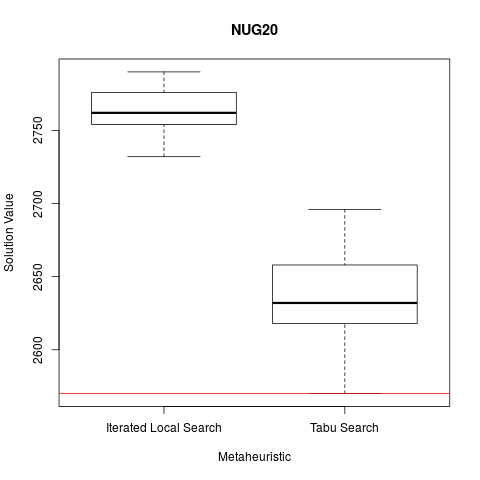 NUG20
2750
2700
2650
2600
Solution Value
Iterated Local Search Tabu Search
Metaheuristic